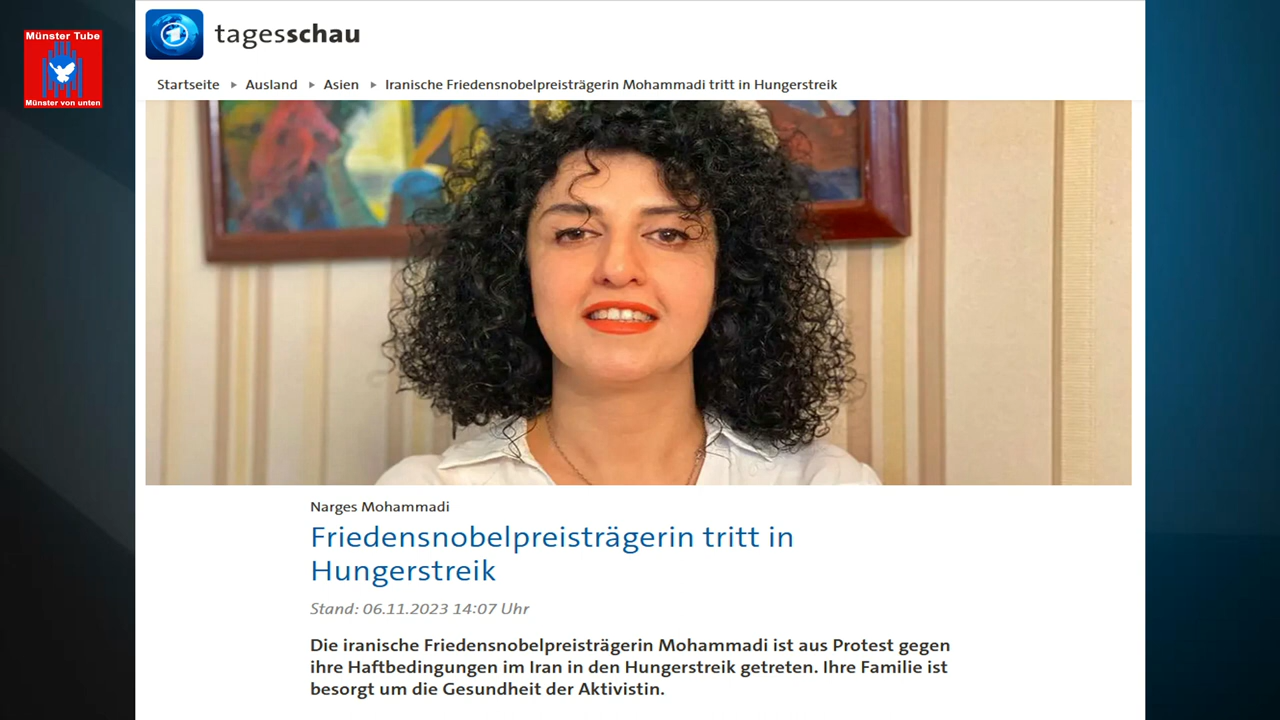 Münster Tube
Münster von unten
tagesschau
Startseite ▸ Ausland ▸ Asien ▸ Iranische Friedensnobelpreisträgerin Mohammadi tritt in Hungerstreik
Narges Mohammadi
Friedensnobelpreisträgerin tritt in
Hungerstreik
Stand: 06.11.2023 14:07 Uhr
Die iranische Friedensnobelpreisträgerin Mohammadi ist aus Protest gegen
ihre Haftbedingungen im Iran in den Hungerstreik getreten. Ihre Familie ist
besorgt um die Gesundheit der Aktivistin.